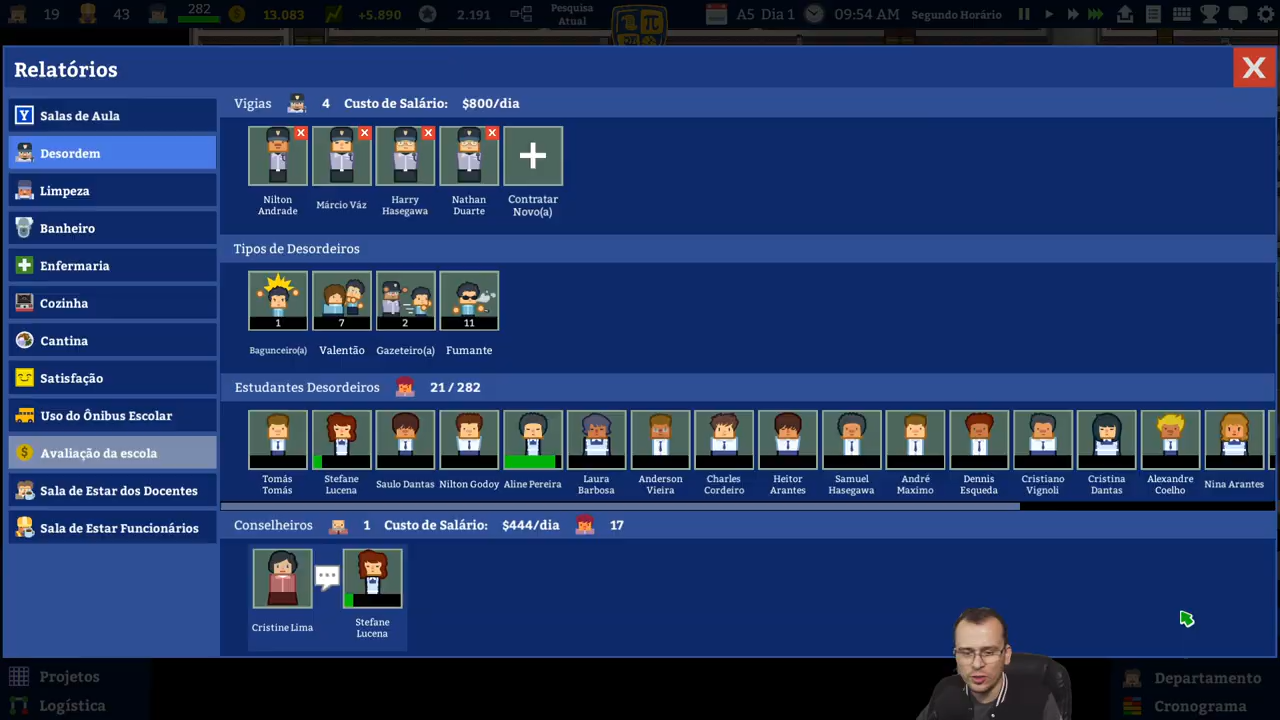 19 43 282 13.083 +5.890 2.191 Pesquisa Atual A5 Dia 1 09:54 AM Segundo Horário
Relatórios X
Salas de Aula
Desordem
Limpeza
Banheiro
Enfermaria
Cozinha
Cantina
Satisfação
Uso do Ônibus Escolar
Avaliação da escola
Sala de Estar dos Docentes
Sala de Estar Funcionários
Vigias 4 Custo de Salário: $800/dia
Nilton Andrade
Márcio Váz
Harry Hasegawa
Nathan Duarte
Contratar Novo(a)
Tipos de Desordeiros
1 7 2 11
Bagunceiro(a) Valentão Gazeteiro(a) Fumante
Estudantes Desordeiros 21 / 282
Tomás Tomás
Stefane Lucena
Saulo Dantas
Nilton Godoy
Aline Pereira
Laura Barbosa
Anderson Vieira
Charles Cordeiro
Heitor Arantes
Samuel Hasegawa
André Maximo
Dennis Esqueda
Cristiano Vignoli
Cristina Dantas
Alexandre Coelho
Nina Arantes
Conselheiros 1 Custo de Salário: $444/dia 17
Cristine Lima
Stefane Lucena
Projetos
Logística
Departamento
Cronograma